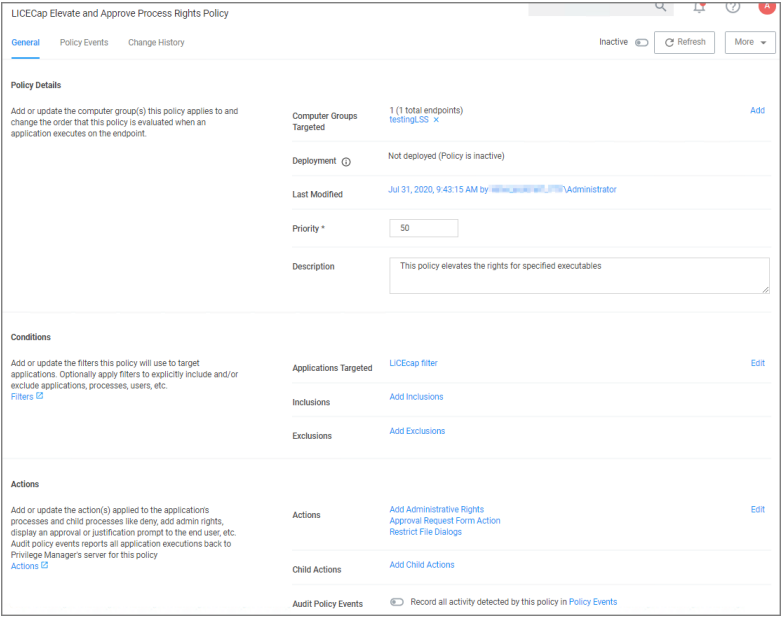 LICECap Elevate and Approve Process Rights Policy
A
General Policy Events Change History
Inactive Refresh More
Policy Details
Add or update the computer group(s) this policy applies to and
change the order that this policy is evaluated when an
application executes on the endpoint.
Computer Groups
Targeted
1 (1 total endpoints)
testingLSS ×
Add
Deployment
Not deployed (Policy is inactive)
Last Modified
Jul 31, 2020, 9:43:15 AM by \Administrator
Priority *
50
Description
This policy elevates the rights for specified executables
Conditions
Add or update the filters this policy will use to target
applications. Optionally apply filters to explicitly include and/or
exclude applications, processes, users, etc.
Filters
Applications Targeted
LiCEcap filter
Edit
Inclusions
Add Inclusions
Exclusions
Add Exclusions
Actions
Add or update the action(s) applied to the application's
processes and child processes like deny, add admin rights,
display an approval or justification prompt to the end user, etc.
Audit policy events reports all application executions back to
Privilege Manager's server for this policy
Actions
Actions
Add Administrative Rights
Approval Request Form Action
Restrict File Dialogs
Edit
Child Actions
Add Child Actions
Audit Policy Events
Record all activity detected by this policy in Policy Events